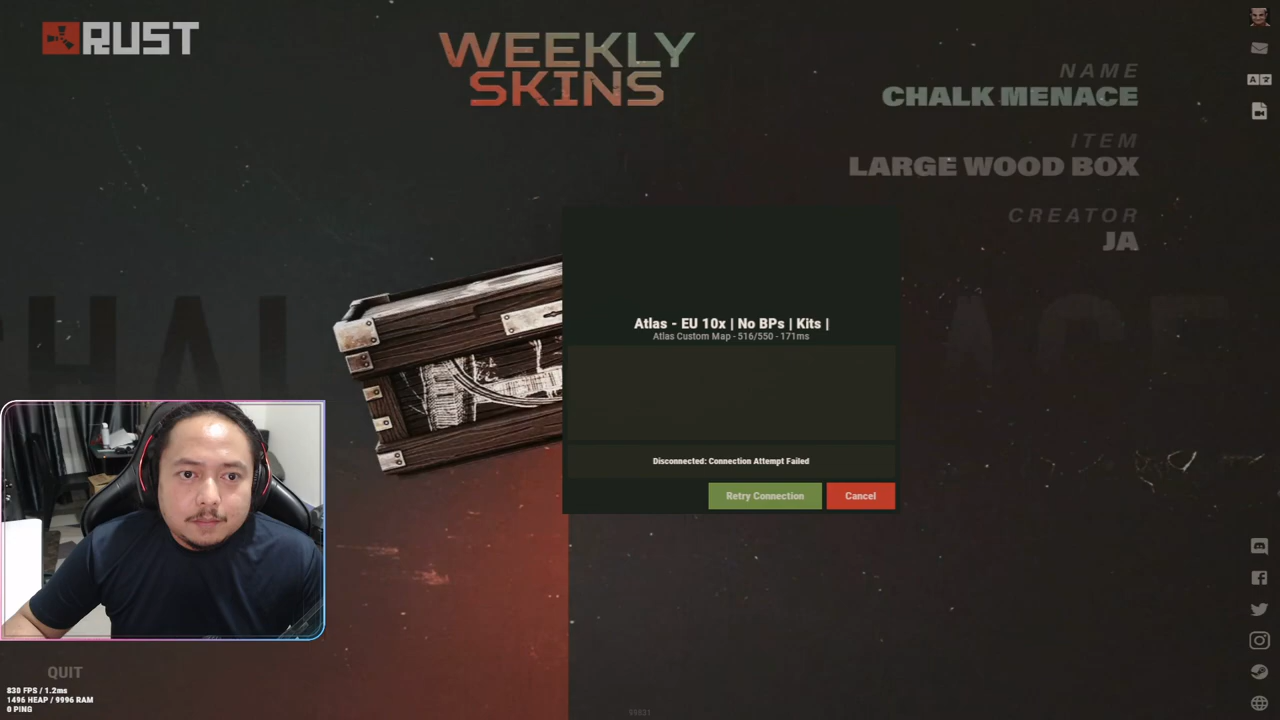 RUST
WEEKLY
SKINS
NAME
CHALK MENACE
ITEM
LARGE WOOD BOX
CREATOR
JA
Atlas - EU 10x | No BPs | Kits |
Atlas Custom Map - 516/550 - 171ms
Disconnected: Connection Attempt Failed
Retry Connection
Cancel
QUIT
830 FPS / 1.2ms
1496 HEAP / 9996 RAM
0 PING